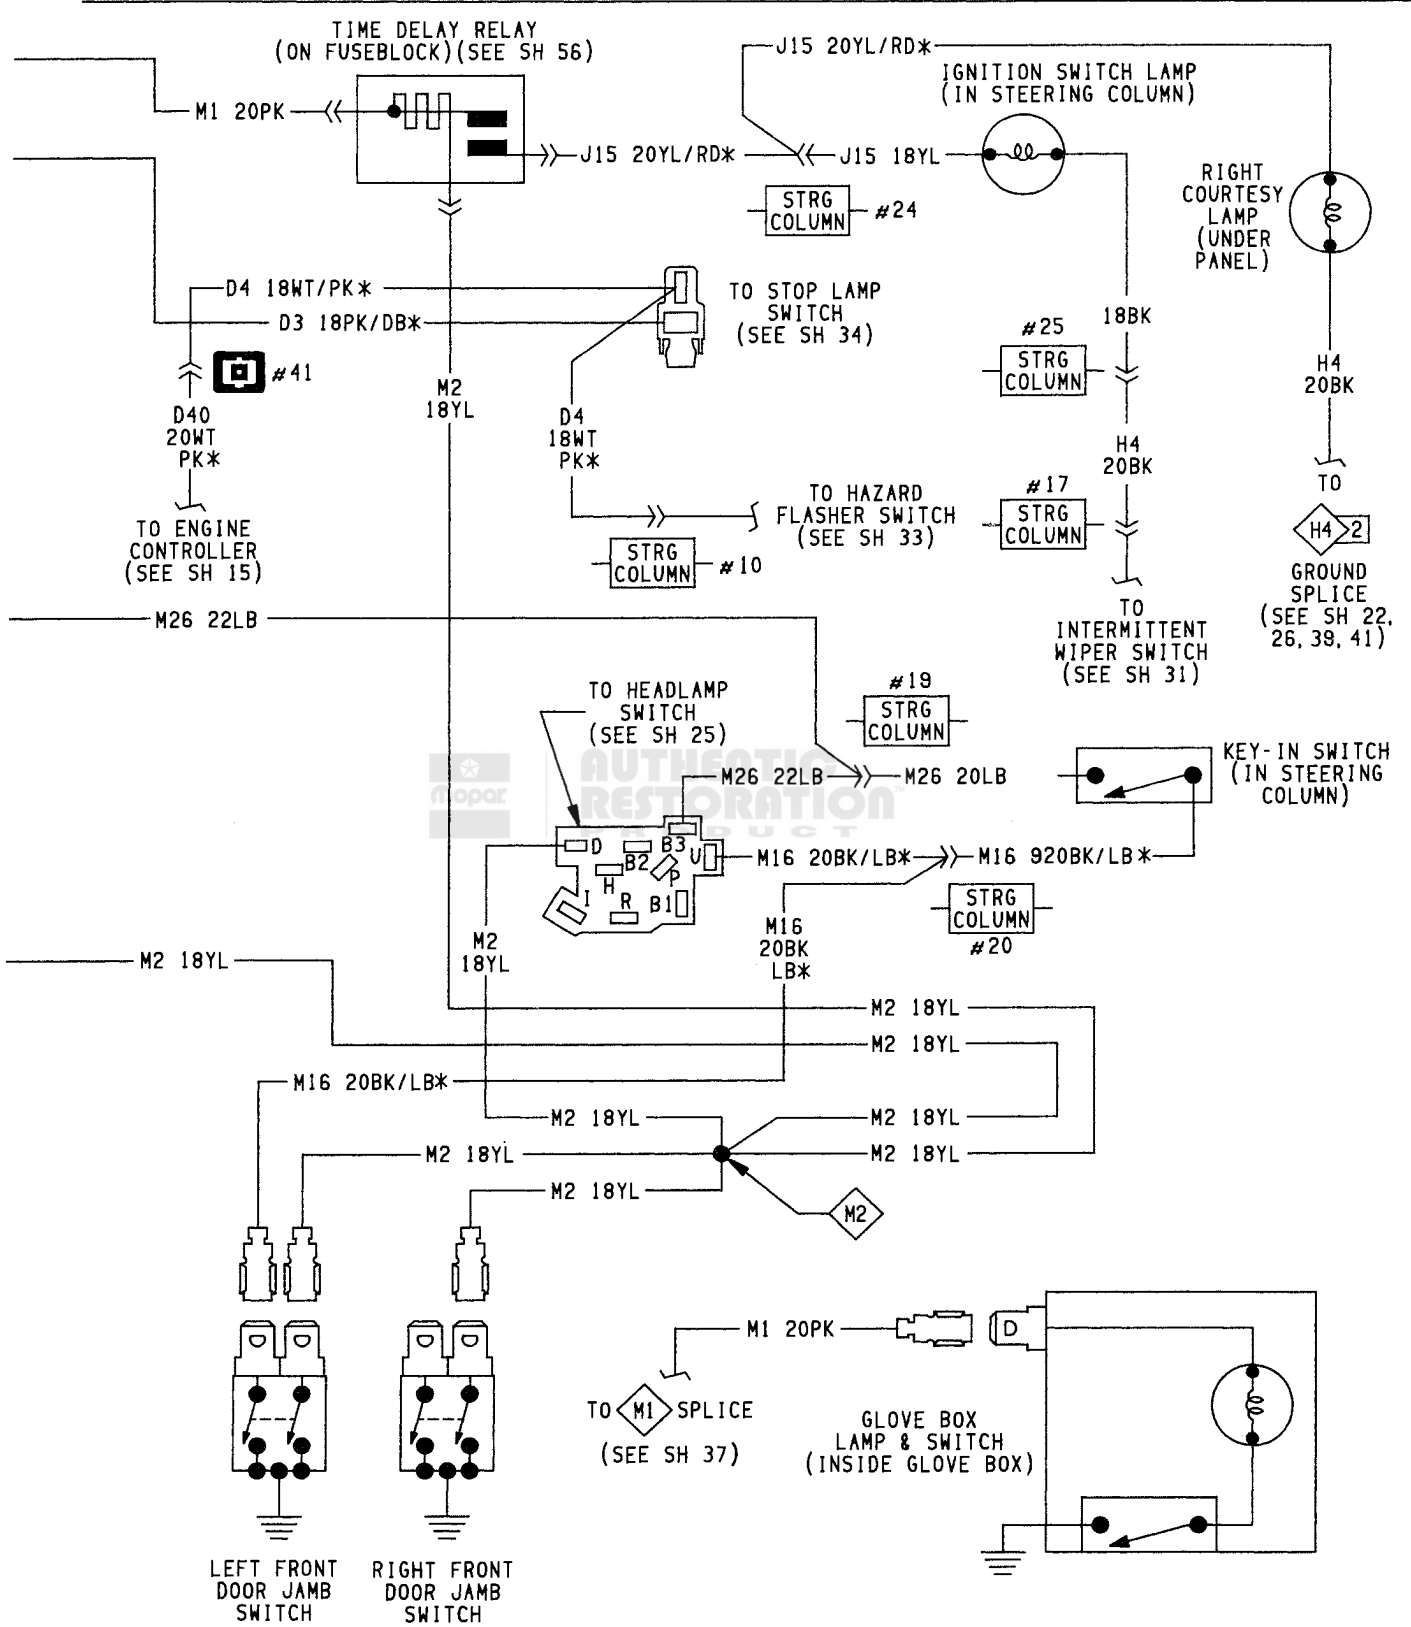 TIME DELAY RELAY
(ON FUSEBLOCK)(SEE SH 56)
J15 20YL/RD*
IGNITION SWITCH LAMP
(IN STEERING COLUMN)
M1 20PK
J15 20YL/RD*
J15 18YL
STRG
COLUMN
#24
RIGHT
COURTESY
LAMP
(UNDER
PANEL)
D4 18WT/PK*
D3 18PK/DB*
TO STOP LAMP
SWITCH
(SEE SH 34)
#41
#25
STRG
COLUMN
18BK
H4
20BK
M2
18YL
D40
20WT
PK*
D4
18WT
PK*
H4
20BK
TO ENGINE
CONTROLLER
(SEE SH 15)
TO HAZARD
FLASHER SWITCH
(SEE SH 33)
STRG
COLUMN
#10
#17
STRG
COLUMN
TO
H4 2
GROUND
SPLICE
(SEE SH 22,
26, 39, 41)
TO
INTERMITTENT
WIPER SWITCH
(SEE SH 31)
M26 22LB
TO HEADLAMP
SWITCH
(SEE SH 25)
#19
STRG
COLUMN
Mopar
AUTHENTIC
RESTORATION™
PRODUCT
M26 22LB
M26 20LB
KEY-IN SWITCH
(IN STEERING
COLUMN)
D
B2
B3
U
H
P
I
R
B1
M16 20BK/LB*
M16 920BK/LB*
STRG
COLUMN
#20
M16
20BK
LB*
M2
18YL
M2 18YL
M2 18YL
M2 18YL
M16 20BK/LB*
M2 18YL
M2 18YL
M2 18YL
M2 18YL
M2 18YL
M2
M1 20PK
D
TO M1 SPLICE
(SEE SH 37)
GLOVE BOX
LAMP & SWITCH
(INSIDE GLOVE BOX)
LEFT FRONT
DOOR JAMB
SWITCH
RIGHT FRONT
DOOR JAMB
SWITCH